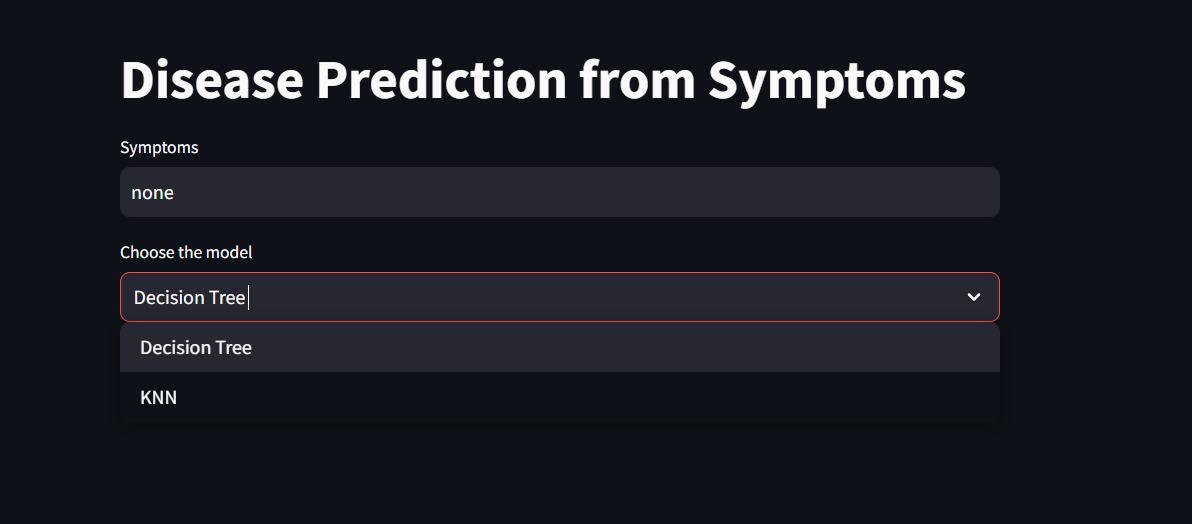 Disease Prediction from Symptoms
Symptoms
none
Choose the model
Decision Tree
Decision Tree
KNN